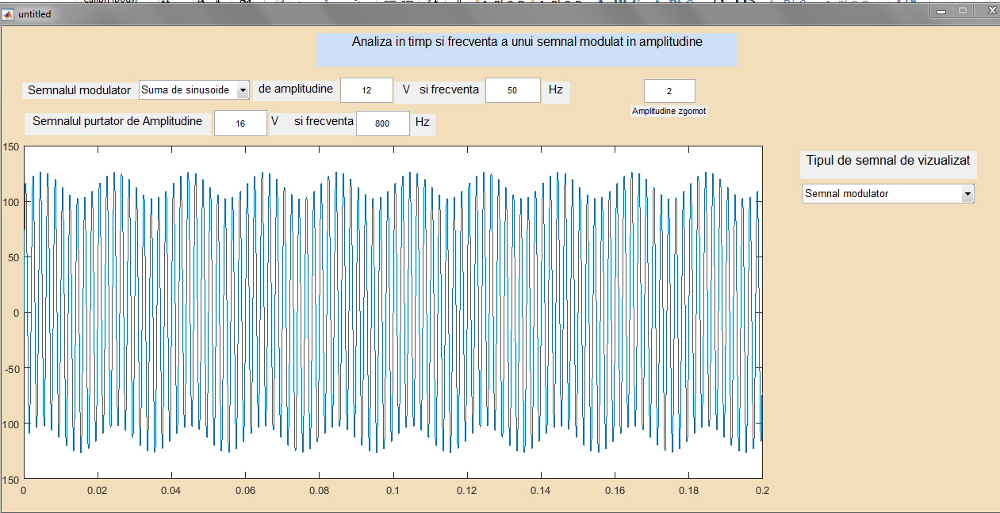 untitled
Analiza in timp si frecventa a unui semnal modulat in amplitudine
Semnalul modulator Suma de sinusoide de amplitudine 12 V si frecventa 50 Hz 2
Amplitudine zgomot
Semnalul purtator de Amplitudine 16 V si frecventa 800 Hz
Tipul de semnal de vizualizat
Semnal modulator
150
100
50
0
-50
100
150
0 0.02 0.04 0.06 0.08 0.1 0.12 0.14 0.16 0.18 0.2